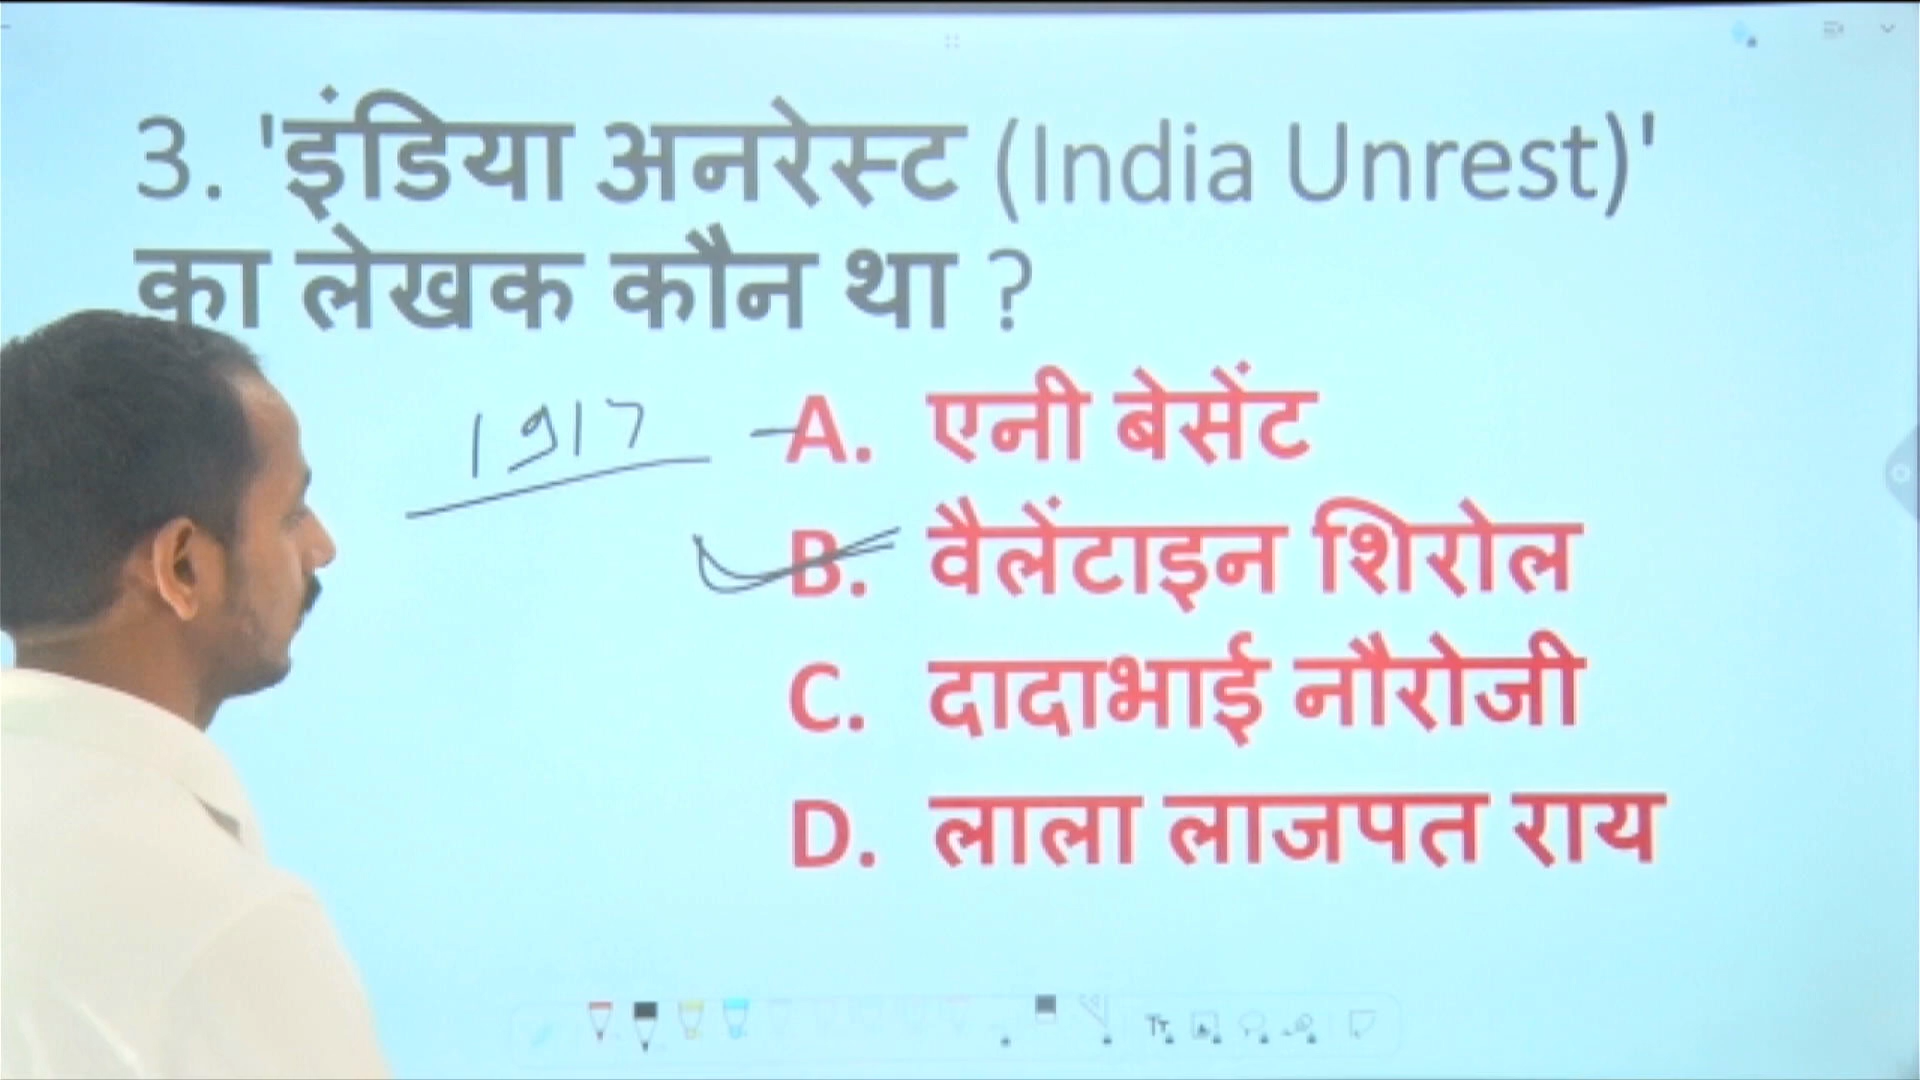 3. 'इंडिया अनरेस्ट (India Unrest)'
का लेखक कौन था ?
1917
A. एनी बेसेंट
B. वैलेंटाइन शिरोल
C. दादाभाई नौरोजी
D. लाला लाजपत राय